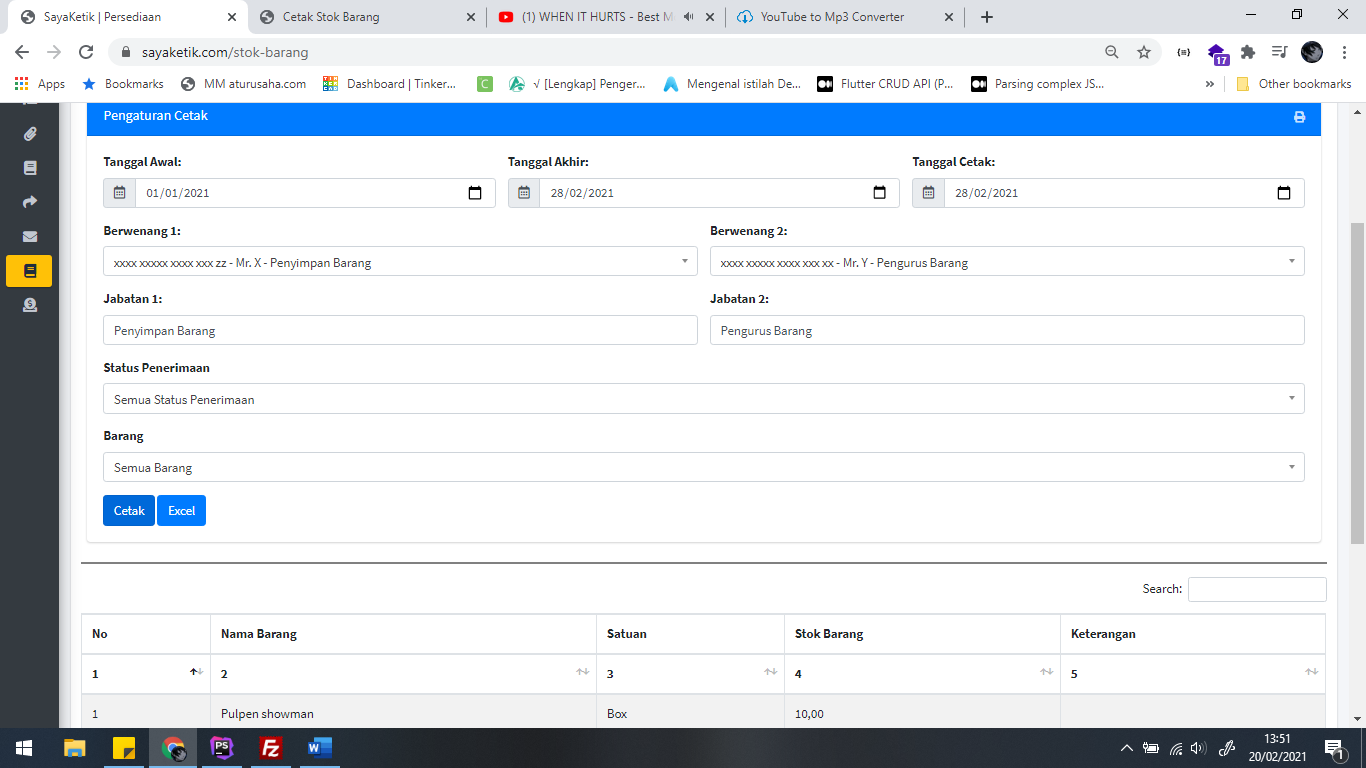 SayaKetik | Persediaan
Cetak Stok Barang
(1) WHEN IT HURTS - Best M
YouTube to Mp3 Converter
sayaketik.com/stok-barang
17
Apps
Bookmarks
MM aturusaha.com
Dashboard | Tinker...
C
√ [Lengkap] Penger...
Mengenal istilah De...
Flutter CRUD API (P...
Parsing complex JS...
»
Other bookmarks
Pengaturan Cetak
Tanggal Awal: Tanggal Akhir: Tanggal Cetak:
01/01/2021 28/02/2021 28/02/2021
Berwenang 1: Berwenang 2:
xxxx xxxxx xxxx xxx zz - Mr. X - Penyimpan Barang xxxx xxxxx xxxx xxx xx - Mr. Y - Pengurus Barang
Jabatan 1: Jabatan 2:
Penyimpan Barang Pengurus Barang
Status Penerimaan
Semua Status Penerimaan
Barang
Semua Barang
Cetak Excel
Search:
No Nama Barang Satuan Stok Barang Keterangan
1 2 3 4 5
1 Pulpen showman Box 10,00
PS
FZ
W
13:51
20/02/2021
1